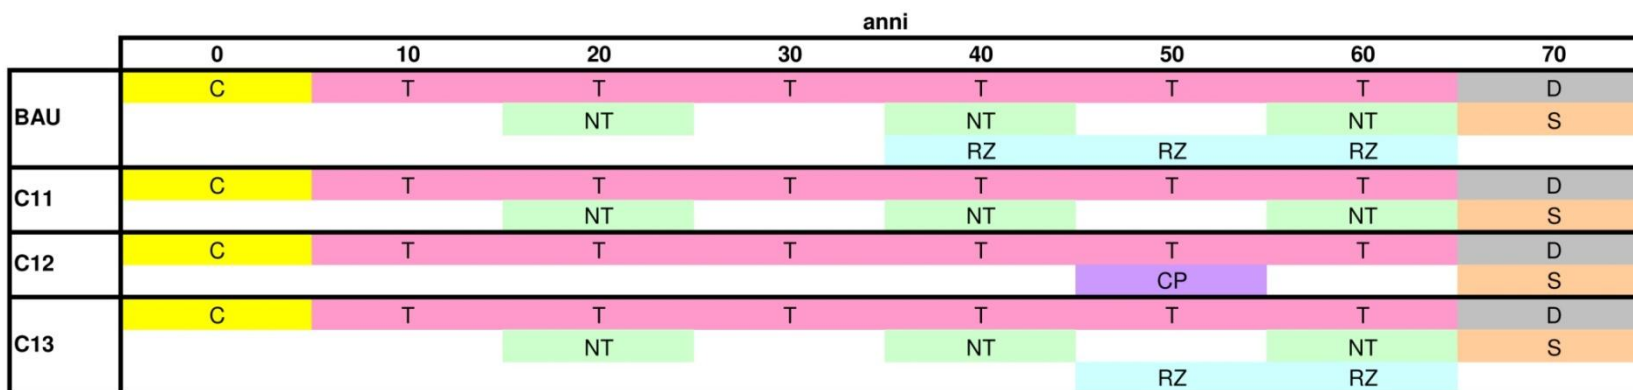 anni
0 10 20 30 40 50 60 70
C T T T T T T D
BAU NT NT NT S
RZ RZ RZ
C11 C T T T T T T D
NT NT NT S
C12 C T T T T T T D
CP S
C T T T T T T D
C13 NT NT NT S
RZ RZ